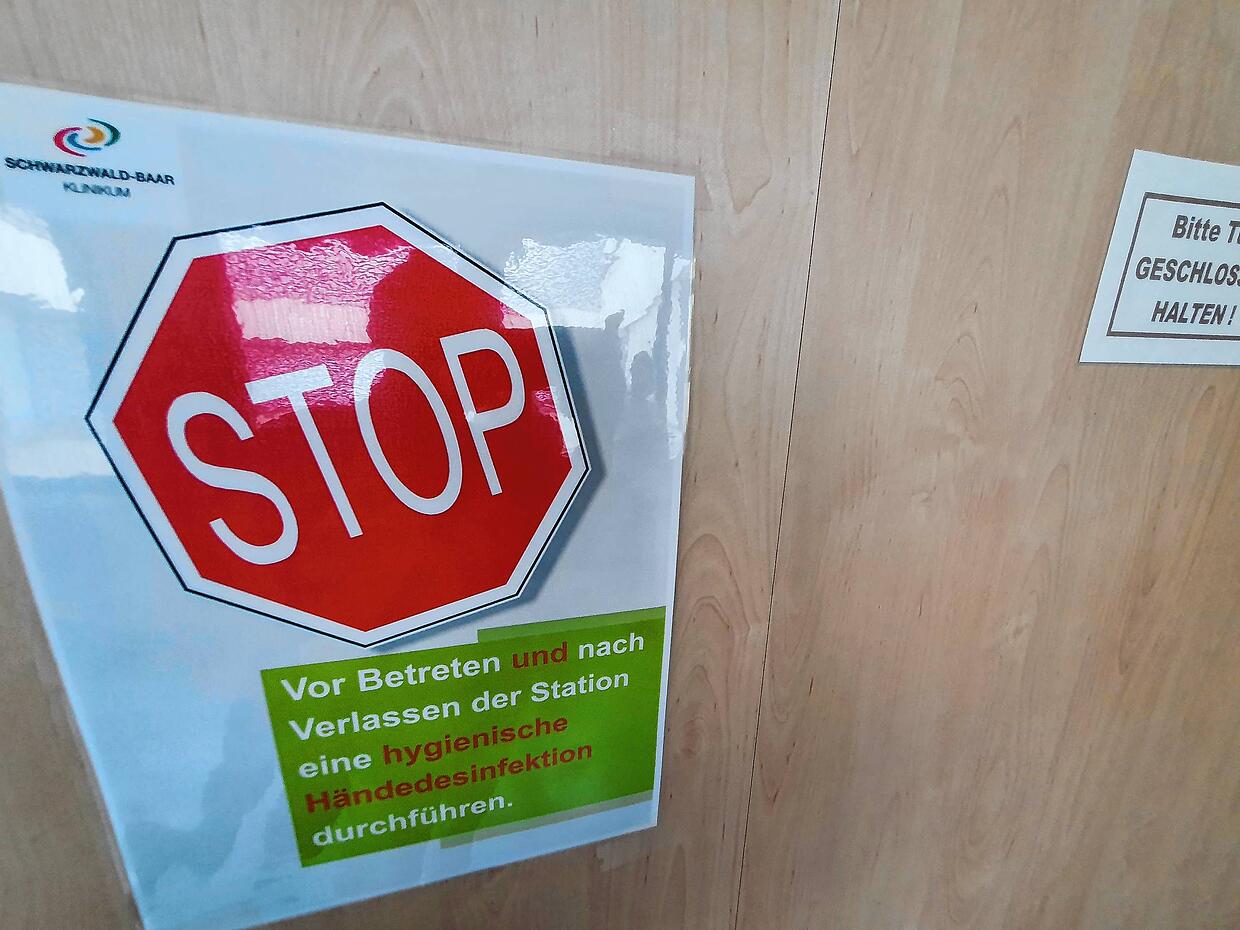 SCHWARZWALD-BAAR
KLINIKUM
STOP
Vor Betreten und nach
Verlassen der Station
eine hygienische
Händedesinfektion
durchführen.
Bitte
HALTEN !